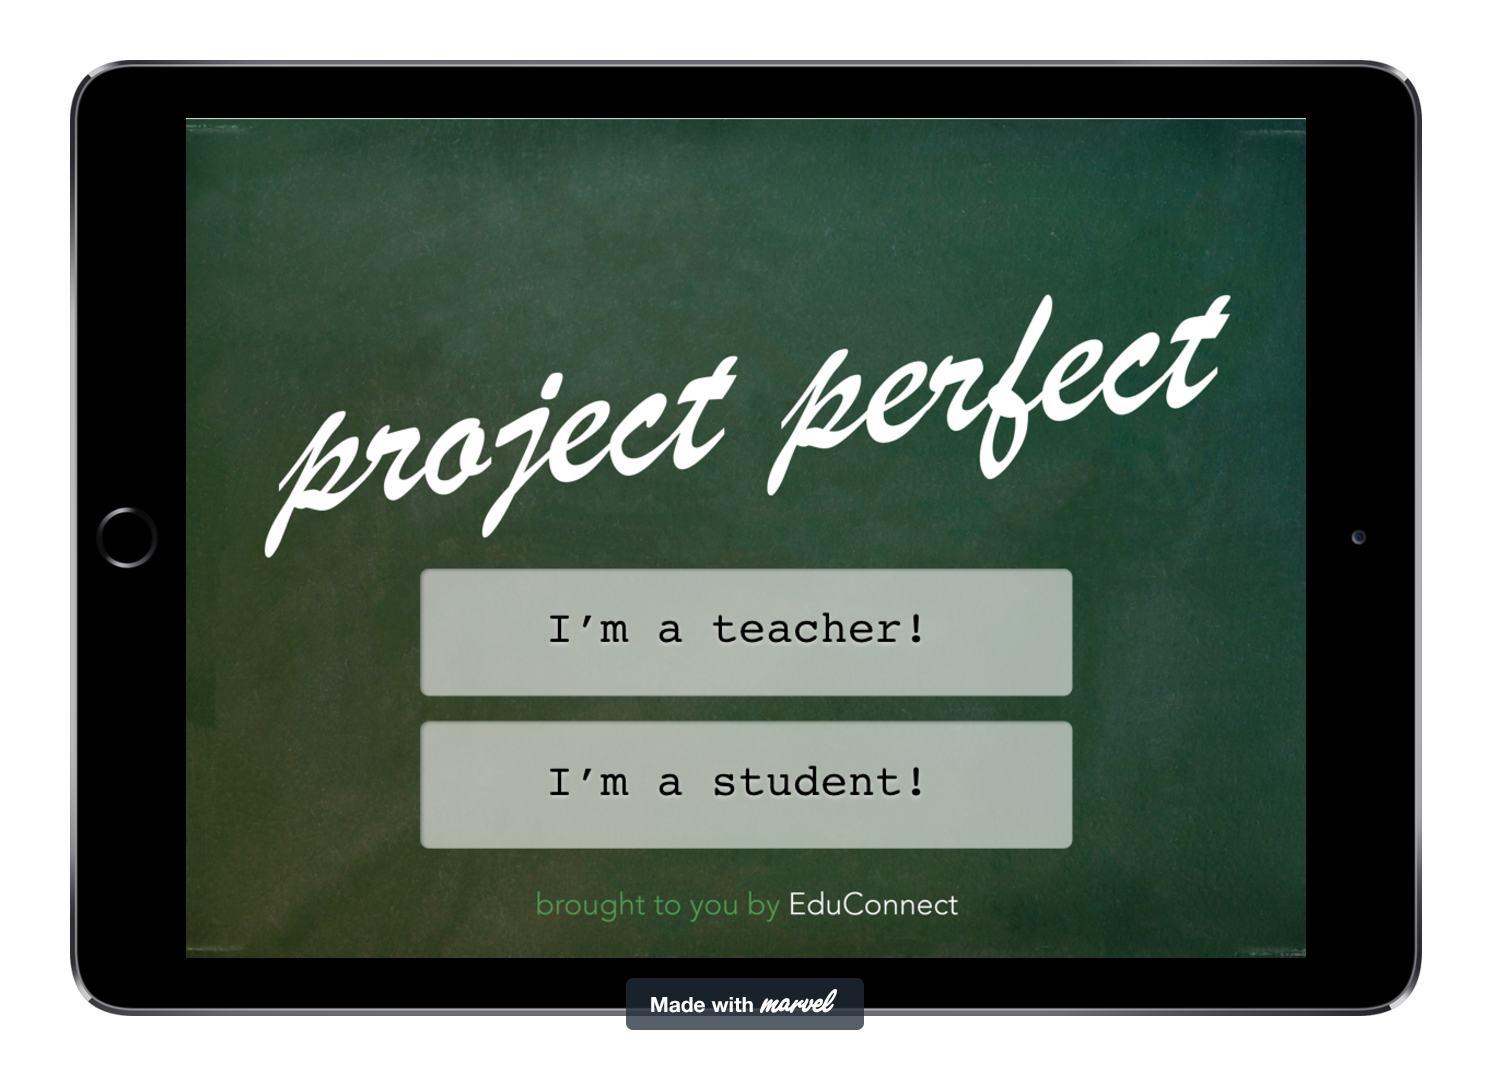 project perfect
I’m a teacher!
I’m a student!
brought to you by EduConnect
Made with marvel